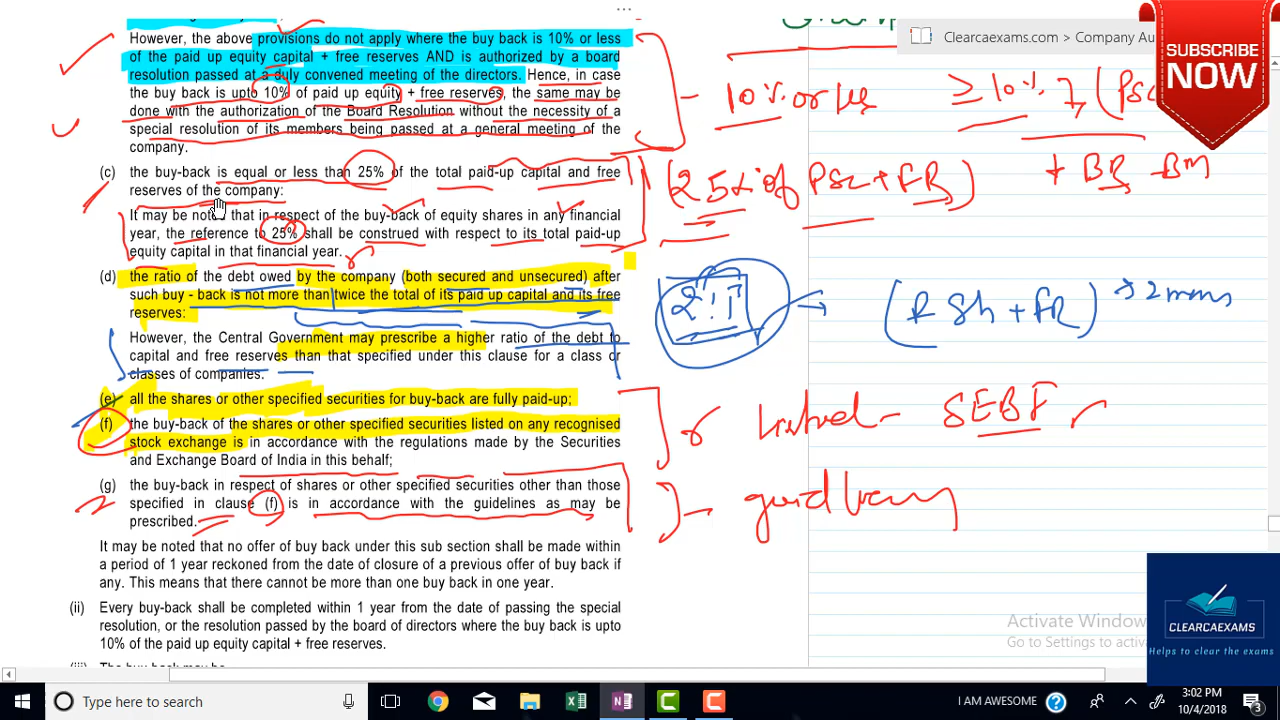 However, the above provisions do not apply where the buy back is 10% or less
of the paid up equity capital + free reserves AND is authorized by a board
resolution passed at a duly convened meeting of the directors. Hence, in case
the buy back is upto 10% of paid up equity + free reserves, the same may be
done with the authorization of the Board Resolution without the necessity of a
special resolution of its members being passed at a general meeting of the
company.
(c) the buy-back is equal or less than 25% of the total paid-up capital and free
reserves of the company:
It may be noted that in respect of the buy-back of equity shares in any financial
year, the reference to 25% shall be construed with respect to its total paid-up
equity capital in that financial year.
(d) the ratio of the debt owed by the company (both secured and unsecured) after
such buy - back is not more than twice the total of its paid up capital and its free
reserves:
However, the Central Government may prescribe a higher ratio of the debt to
capital and free reserves than that specified under this clause for a class or
classes of companies.
(e) all the shares or other specified securities for buy-back are fully paid-up;
(f) the buy-back of the shares or other specified securities listed on any recognised
stock exchange is in accordance with the regulations made by the Securities
and Exchange Board of India in this behalf;
(g) the buy-back in respect of shares or other specified securities other than those
specified in clause (f) is in accordance with the guidelines as may be
prescribed.
It may be noted that no offer of buy back under this sub section shall be made within
a period of 1 year reckoned from the date of closure of a previous offer of buy back if
any. This means that there cannot be more than one buy back in one year.
(ii) Every buy-back shall be completed within 1 year from the date of passing the special
resolution, or the resolution passed by the board of directors where the buy back is upto
10% of the paid up equity capital + free reserves.
Clearcaexams.com > Company Au
SUBSCRIBE
NOW
10% or less ≥ 10%
+ BR - BM
(25% of PSC + FR)
2:1 → (P Sh + FR)
Listed - SEBI
Activate Window
Go to Settings to activ
CLEARCAEXAMS
Helps to clear the exams
Type here to search
I AM AWESOME
3:02 PM
10/4/2018
3